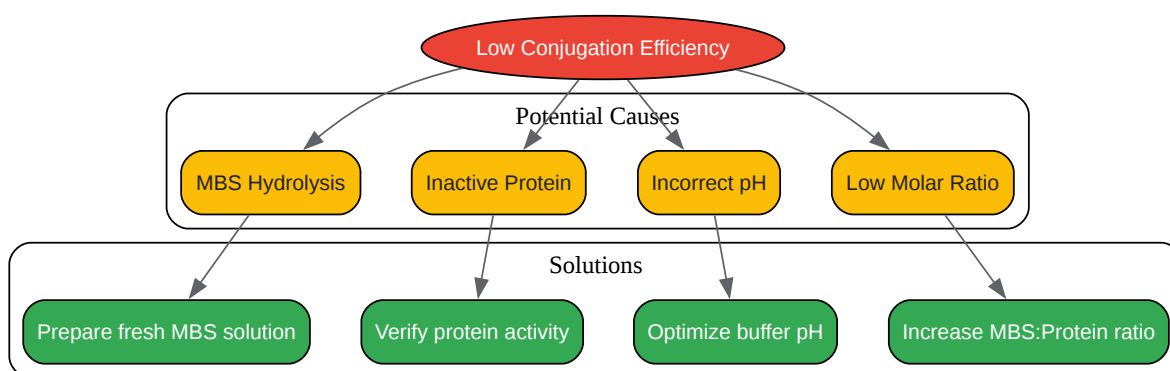 Low Conjugation Efficiency
Potential Causes
MBS Hydrolysis
Inactive Protein
Incorrect pH
Low Molar Ratio
Solutions
Prepare fresh MBS solution
Verify protein activity
Optimize buffer pH
Increase MBS:Protein ratio